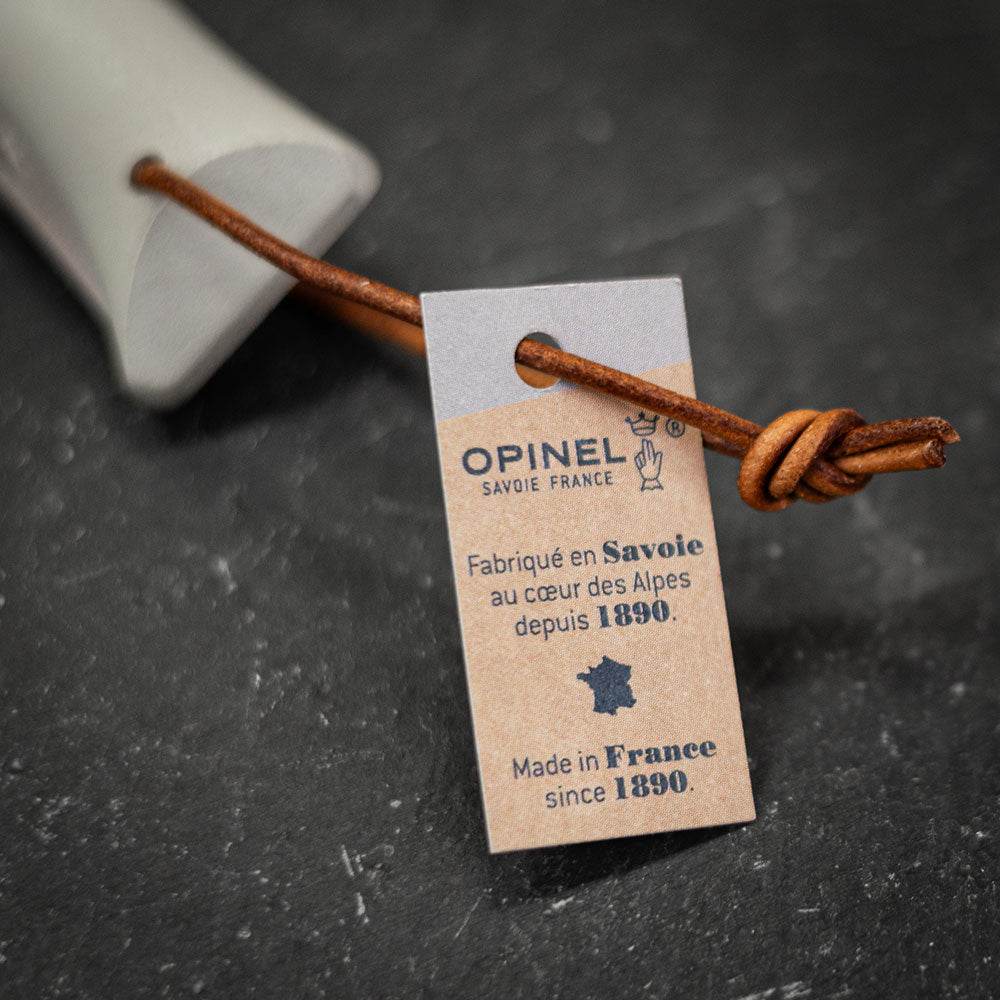 OPINEL ®
SAVOIE FRANCE
Fabriqué en Savoie
au cœur des Alpes
depuis 1890.
Made in France
since 1890.